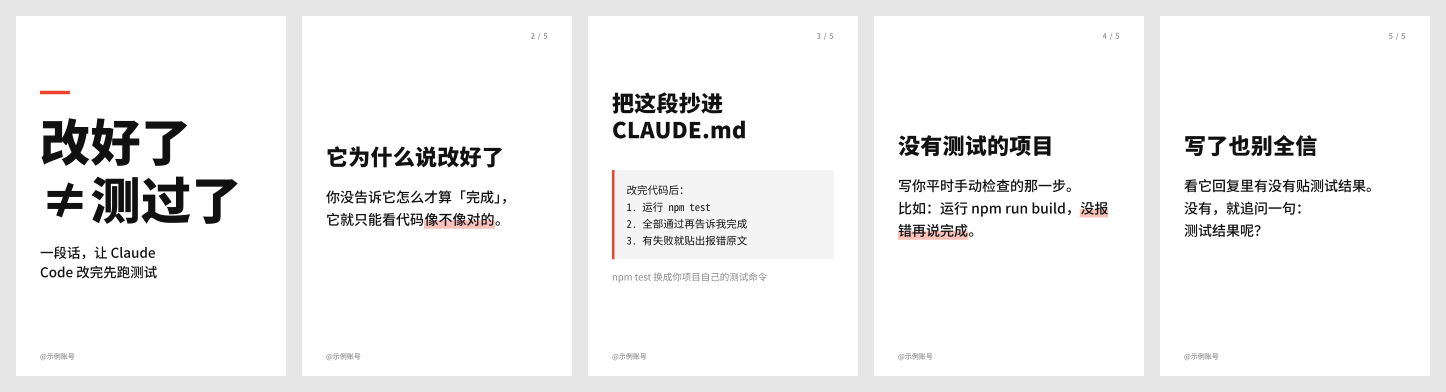 改好了
≠测过了
一段话，让 Claude
Code 改完先跑测试
@示例账号
2 / 5
它为什么说改好了
你没告诉它怎么才算「完成」，
它就只能看代码像不像对的。
@示例账号
3 / 5
把这段抄进
CLAUDE.md
改完代码后：
1. 运行 npm test
2. 全部通过再告诉我完成
3. 有失败就贴出报错原文
npm test 换成你项目自己的测试命令
@示例账号
4 / 5
没有测试的项目
写你平时手动检查的那一步。
比如：运行 npm run build，没报
错再说完成。
@示例账号
5 / 5
写了也别全信
看它回复里有没有贴测试结果。
没有，就追问一句：
测试结果呢？
@示例账号